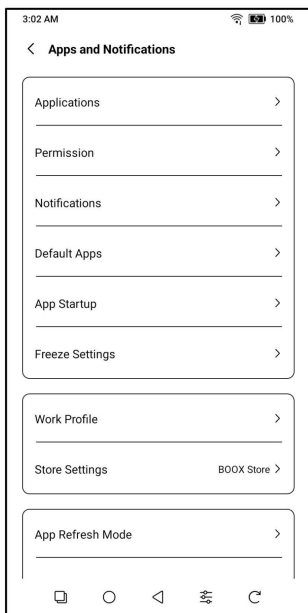 3:02 AM 100%
Apps and Notifications
Applications
Permission
Notifications
Default Apps
App Startup
Freeze Settings
Work Profile
Store Settings BOOX Store
App Refresh Mode